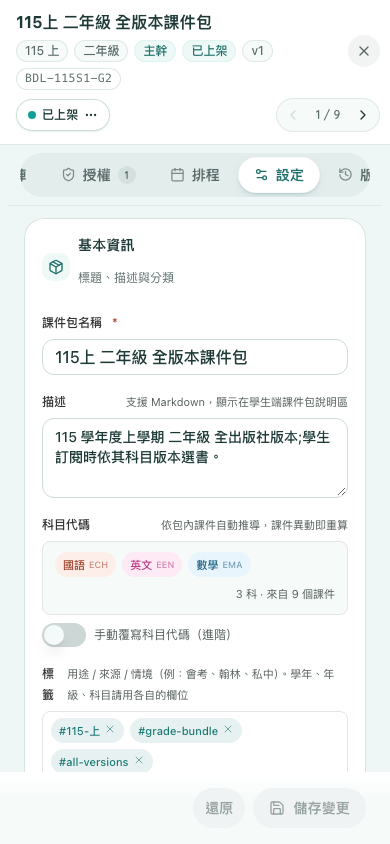 115上 二年級 全版本課件包
115 上 二年級 主幹 已上架 v1
BDL-115S1-G2
已上架 ···
1 / 9
授權 1 排程 設定
基本資訊
標題、描述與分類
課件包名稱 *
115上 二年級 全版本課件包
描述 支援 Markdown，顯示在學生端課件包說明區
115 學年度上學期 二年級 全出版社版本;學生
訂閱時依其科目版本選書。
科目代碼 依包內課件自動推導，課件異動即重算
國語 ECH 英文 EEN 數學 EMA
3 科 · 來自 9 個課件
手動覆寫科目代碼（進階）
標籤 用途 / 來源 / 情境（例：會考、翰林、私中）。學年、年
級、科目請用各自的欄位
#115-上 #grade-bundle
#all-versions
還原 儲存變更